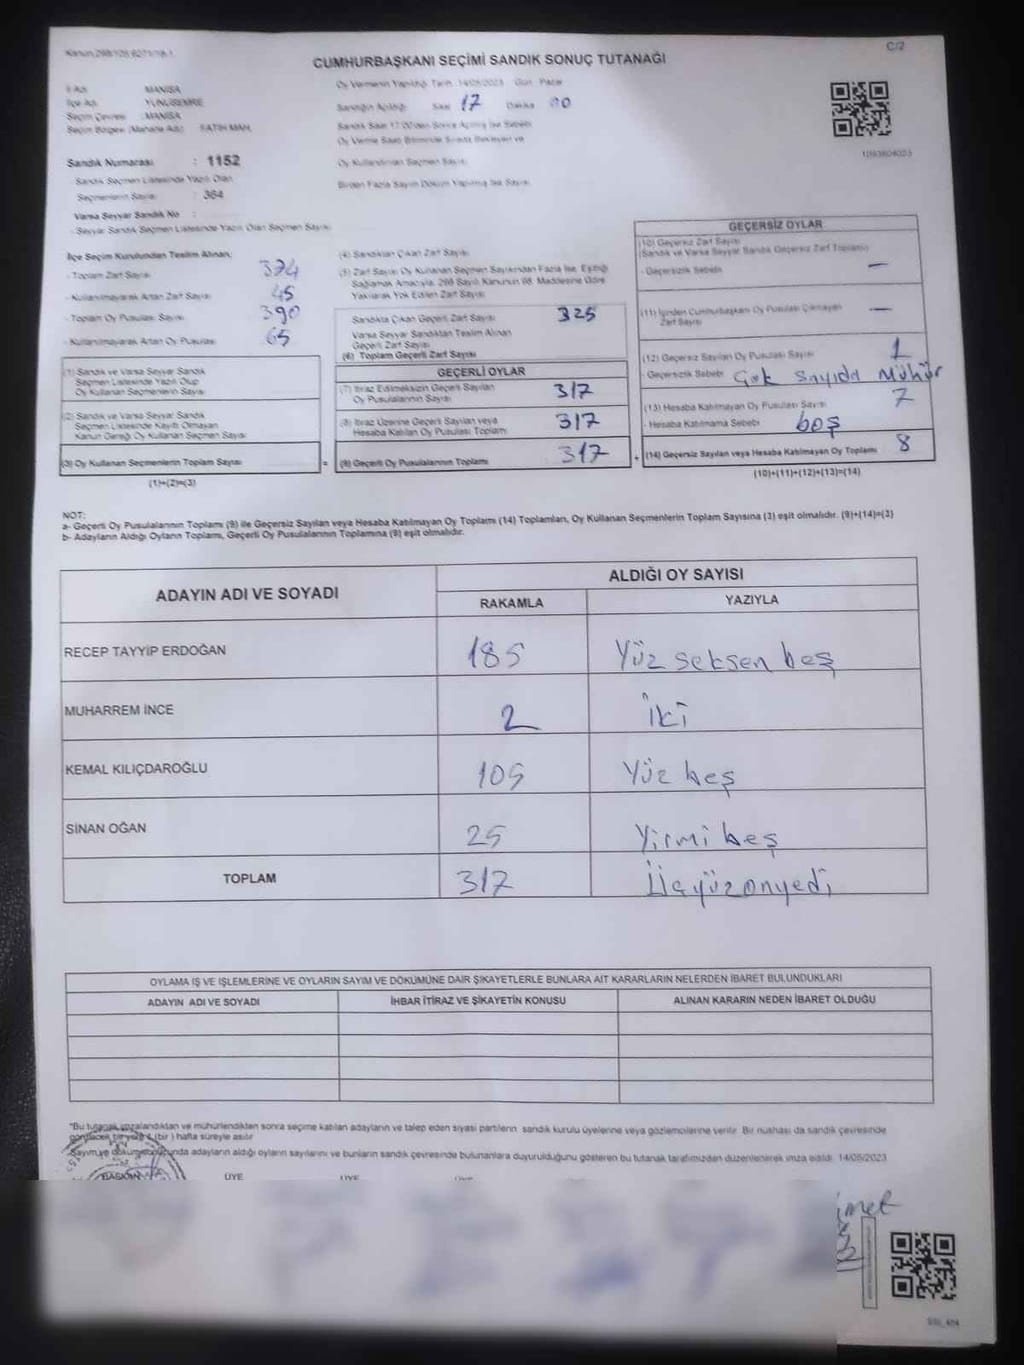 Kanun 298/105 6271/19-1
C/2
CUMHURBAŞKANI SEÇİMİ SANDIK SONUÇ TUTANAĞI
İl Adı : MANİSA
İlçe Adı : YUNUSEMRE
Seçim Çevresi : MANİSA
Seçim Bölgesi (Mahalle Adı) : FATİH MAH.
Sandık Numarası : 1152
- Sandık Seçmen Listesinde Yazılı Olan
Seçmenlerin Sayısı : 364
Varsa Seyyar Sandık No :
- Seyyar Sandık Seçmen Listesinde Yazılı Olan Seçmen Sayısı
Oy Vermenin Yapıldığı Tarih : 14/05/2023 Gün : Pazar
Sandığın Açıldığı Saat 17 Dakika 00
Sandık Saat 17:00'den Sonra Açılmış İse Sebebi
Oy Verme Saati Bitiminde Sırada Bekleyen ve
Oy Kullandırılan Seçmen Sayısı
Birden Fazla Sayım Döküm Yapılmış İse Sayısı
İlçe Seçim Kurulundan Teslim Alınan;
- Toplam Zarf Sayısı 374
- Kullanılmayarak Artan Zarf Sayısı 45
- Toplam Oy Pusulası Sayısı 390
- Kullanılmayarak Artan Oy Pusulası 65
(1) Sandık ve Varsa Seyyar Sandık
Seçmen Listesinde Yazılı Olup
Oy Kullanan Seçmenlerin Sayısı
(2) Sandık ve Varsa Seyyar Sandık
Seçmen Listesinde Kayıtlı Olmayan
Kanun Gereği Oy Kullanan Seçmen Sayısı
(3) Oy Kullanan Seçmenlerin Toplam Sayısı =
(1)+(2)=(3)
(4) Sandıktan Çıkan Zarf Sayısı
(5) Zarf Sayısı Oy Kullanan Seçmen Sayısından Fazla İse, Eşitliği
Sağlamak Amacıyla, 298 Sayılı Kanunun 98. Maddesine Göre
Yakılarak Yok Edilen Zarf Sayısı
Sandıkta Çıkan Geçerli Zarf Sayısı 325
Varsa Seyyar Sandıktan Teslim Alınan
Geçerli Zarf Sayısı
(6) Toplam Geçerli Zarf Sayısı
GEÇERLİ OYLAR
(7) İtiraz Edilmeksizin Geçerli Sayılan
Oy Pusulalarının Sayısı 317
(8) İtiraz Üzerine Geçerli Sayılan veya
Hesaba Katılan Oy Pusulası Toplamı 317
(9) Geçerli Oy Pusulalarının Toplamı 317 +
GEÇERSİZ OYLAR
(10) Geçersiz Zarf Sayısı
(Sandık ve Varsa Seyyar Sandık Geçersiz Zarf Toplamı)
- Geçersizlik Sebebi —
(11) İçinden Cumhurbaşkanı Oy Pusulası Çıkmayan
Zarf Sayısı —
(12) Geçersiz Sayılan Oy Pusulası Sayısı 1
- Geçersizlik Sebebi Çok Sayıda Mühür
(13) Hesaba Katılmayan Oy Pusulası Sayısı 7
- Hesaba Katılmama Sebebi boş
(14) Geçersiz Sayılan veya Hesaba Katılmayan Oy Toplamı 8
(10)+(11)+(12)+(13)=(14)
NOT:
a- Geçerli Oy Pusulalarının Toplamı (9) ile Geçersiz Sayılan veya Hesaba Katılmayan Oy Toplamı (14) Toplamları, Oy Kullanan Seçmenlerin Toplam Sayısına (3) eşit olmalıdır. (9)+(14)=(3)
b- Adayların Aldığı Oyların Toplamı, Geçerli Oy Pusulalarının Toplamına (9) eşit olmalıdır.
ADAYIN ADI VE SOYADI
ALDIĞI OY SAYISI
RAKAMLA YAZIYLA
RECEP TAYYİP ERDOĞAN 185 Yüz seksen beş
MUHARREM İNCE 2 iki
KEMAL KILIÇDAROĞLU 105 Yüz beş
SİNAN OĞAN 25 Yirmi beş
TOPLAM 317 Üçyüzonyedi
OYLAMA İŞ VE İŞLEMLERİNE VE OYLARIN SAYIM VE DÖKÜMÜNE DAİR ŞİKAYETLERLE BUNLARA AİT KARARLARIN NELERDEN İBARET BULUNDUKLARI
ADAYIN ADI VE SOYADI İHBAR İTİRAZ VE ŞİKAYETİN KONUSU ALINAN KARARIN NEDEN İBARET OLDUĞU
*Bu tutanak imzalandıktan ve mühürlendikten sonra seçime katılan adayların ve talep eden siyasi partilerin sandık kurulu üyelerine veya gözlemcilerine verilir. Bir nüshası da sandık çevresinde
görülecek bir yere 1 (bir) hafta süreyle asılır.
Sayım ve dökümü sonucunda adayların aldığı oyların sayılarını ve bunların sandık çevresinde bulunanlara duyurulduğunu gösteren bu tutanak tarafımızdan düzenlenerek imza edildi. 14/05/2023
BAŞKAN ÜYE ÜYE ÜYE